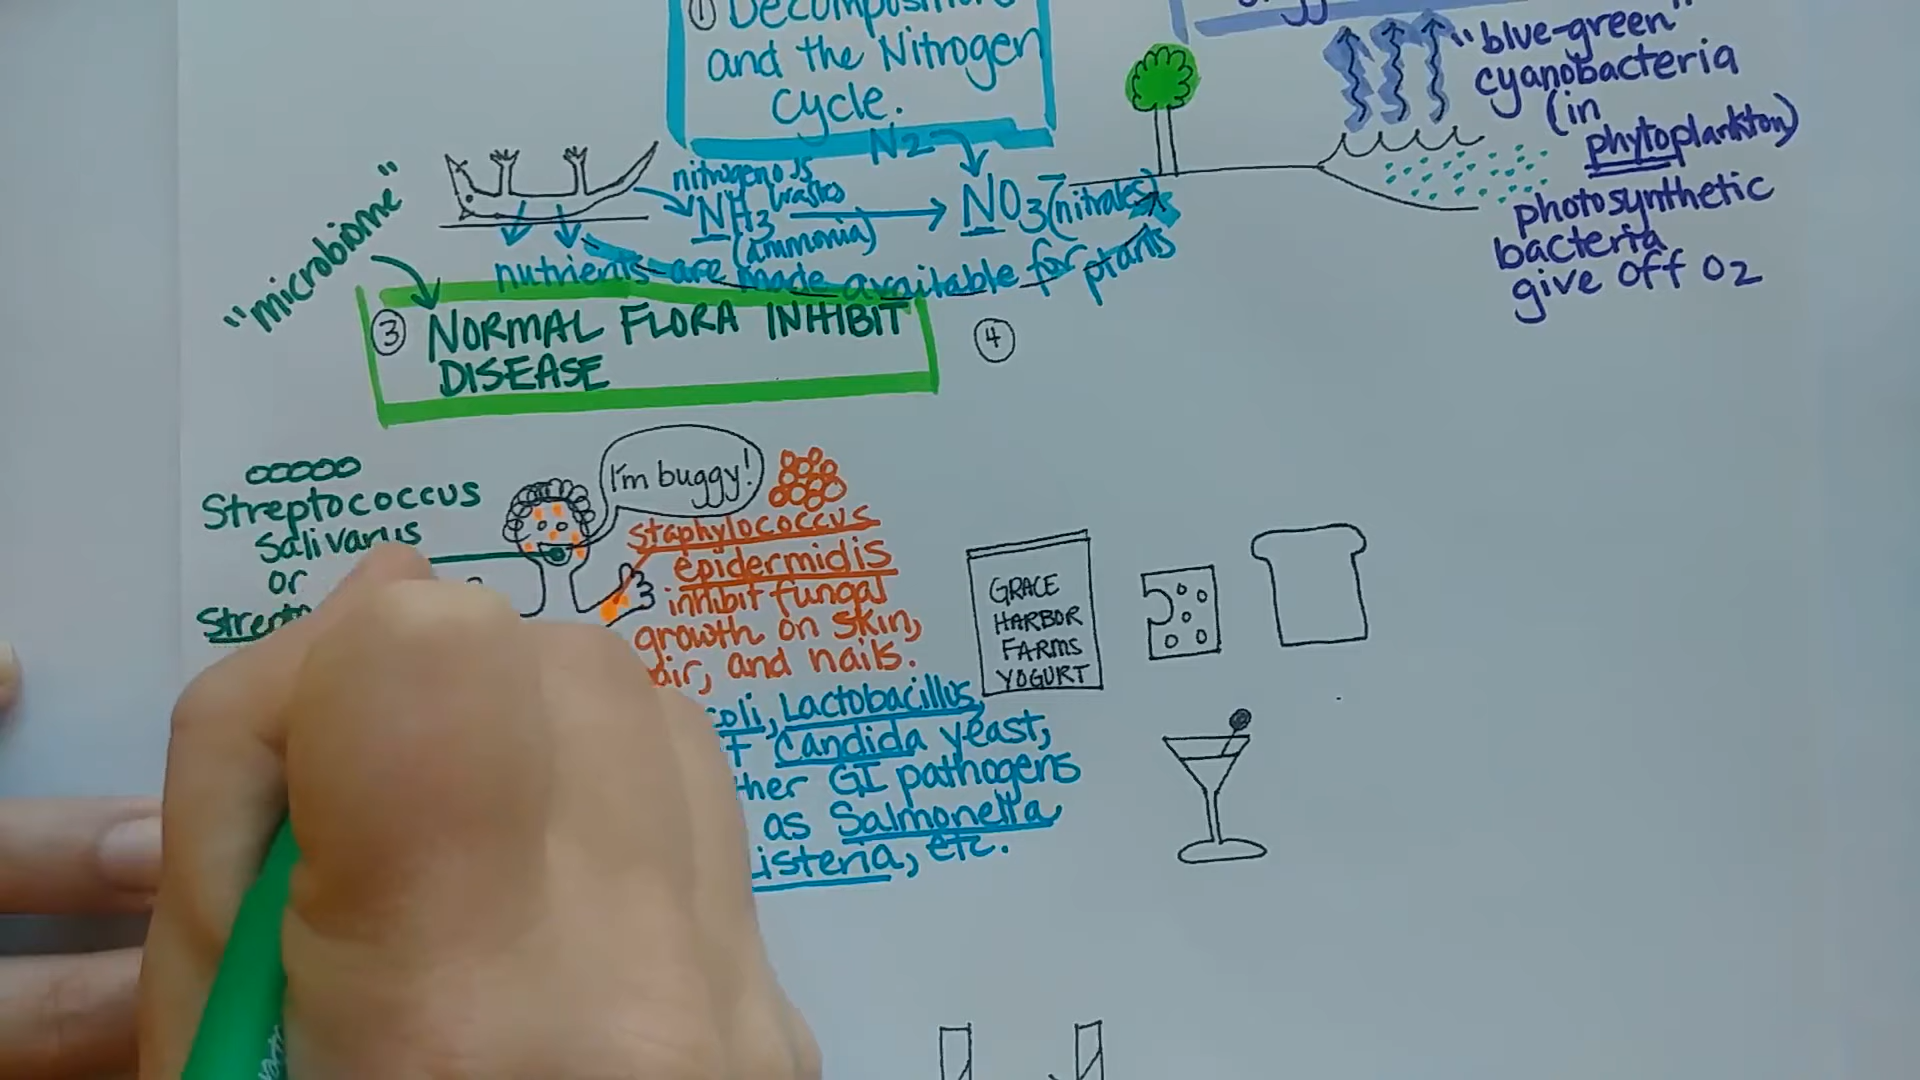 ① Decomposition
and the Nitrogen
cycle.
"blue-green"
cyanobacteria
(in
phytoplankton)
photosynthetic
bacteria
give off O2
N2
nitrogenous
wastes
NH3
(ammonia)
NO3-(nitrates)
nutrients are made available for plants
"microbiome"
③ NORMAL FLORA INHIBIT
DISEASE
④
I'm buggy!
Streptococcus
Salivarus
or
staphylococcus
epidermidis
inhibit fungal
growth on skin,
and nails.
Lactobacillus,
Candida yeast,
GI pathogens
as Salmonella
etc.
GRACE
HARBOR
FARMS
YOGURT